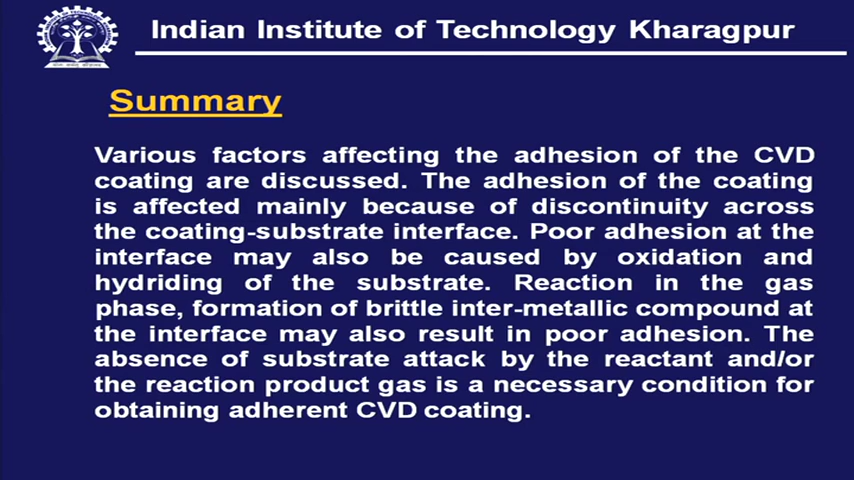 Indian Institute of Technology Kharagpur
Summary
Various factors affecting the adhesion of the CVD
coating are discussed. The adhesion of the coating
is affected mainly because of discontinuity across
the coating-substrate interface. Poor adhesion at the
interface may also be caused by oxidation and
hydriding of the substrate. Reaction in the gas
phase, formation of brittle inter-metallic compound at
the interface may also result in poor adhesion. The
absence of substrate attack by the reactant and/or
the reaction product gas is a necessary condition for
obtaining adherent CVD coating.